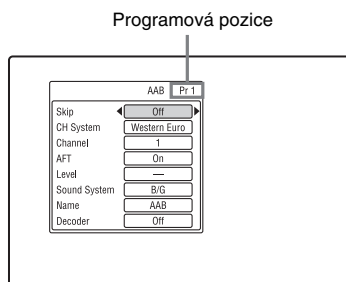 Programová pozice
AAB Pr 1
Skip Off
CH System Western Euro
Channel 1
AFT On
Level —
Sound System B/G
Name AAB
Decoder Off